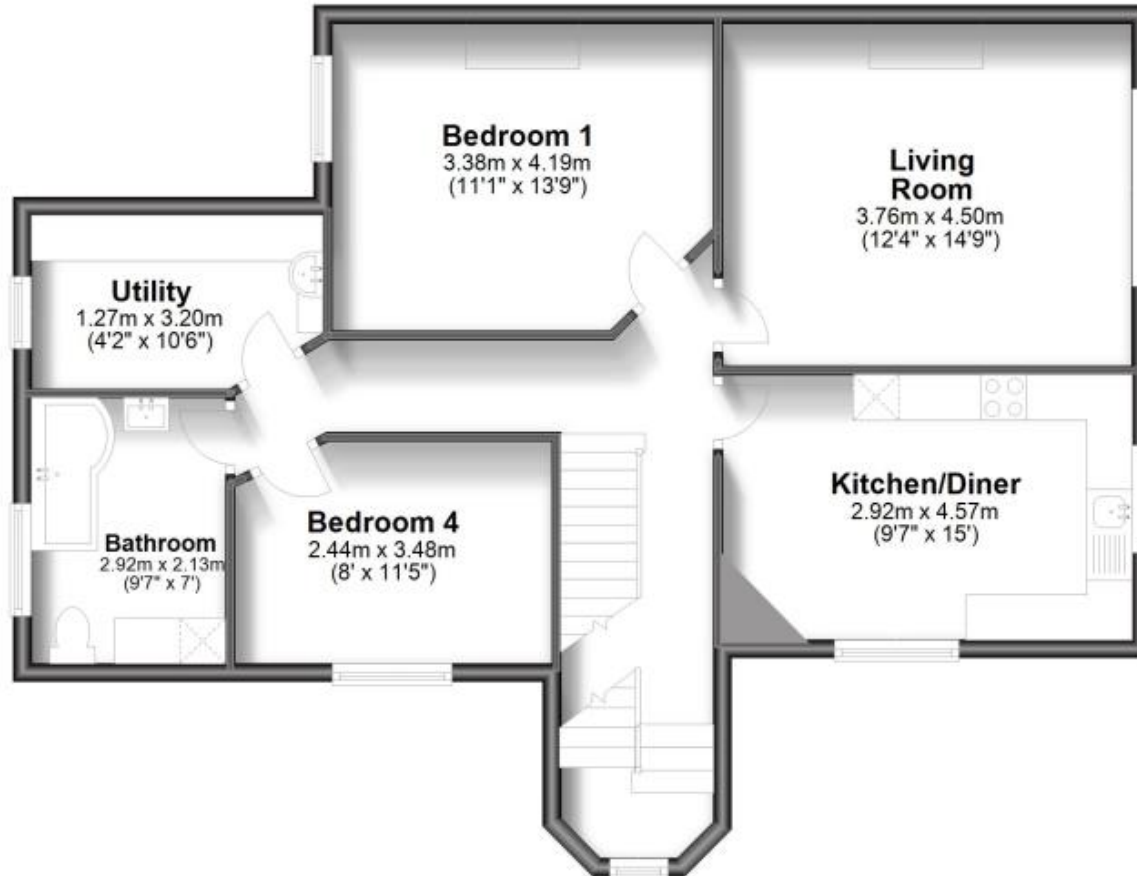 Bedroom 1
3.38m x 4.19m
(11'1" x 13'9")
Living
Room
3.76m x 4.50m
(12'4" x 14'9")
Utility
1.27m x 3.20m
(4'2" x 10'6")
Kitchen/Diner
2.92m x 4.57m
(9'7" x 15')
Bedroom 4
2.44m x 3.48m
(8' x 11'5")
Bathroom
2.92m x 2.13m
(9'7" x 7')